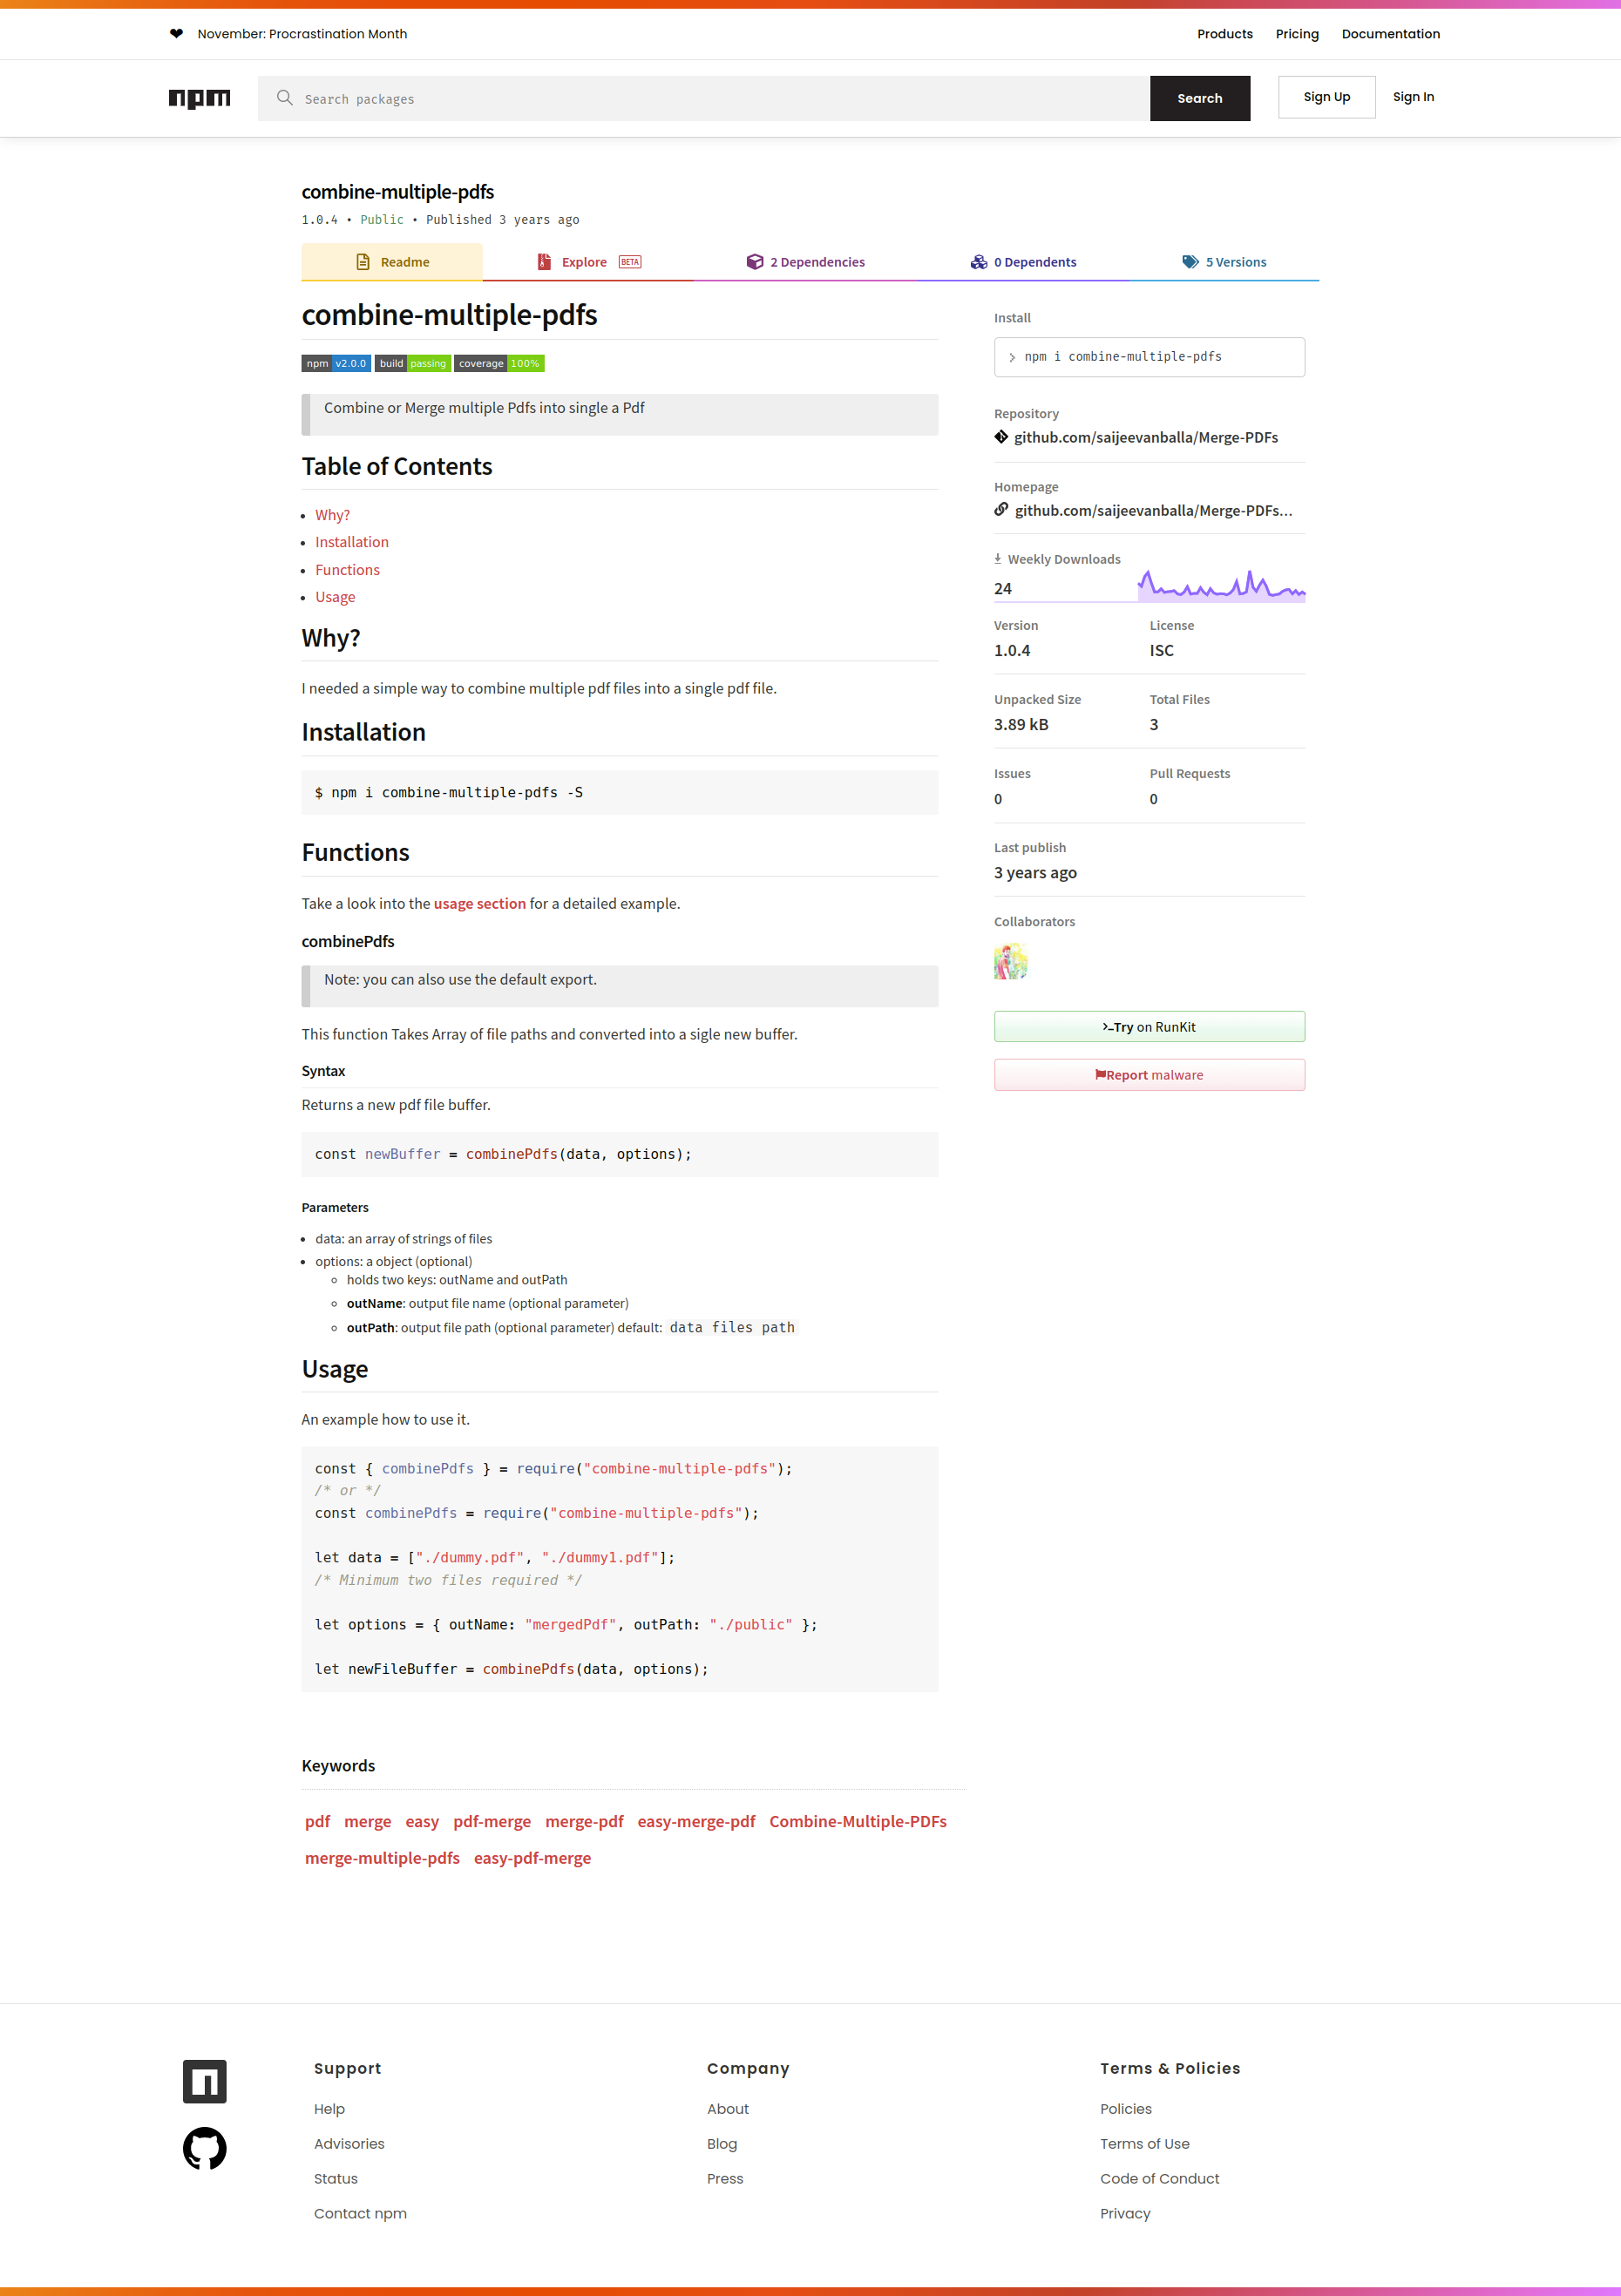 ❤ November: Procrastination Month Products Pricing Documentation
npm Search packages Search Sign Up Sign In
combine-multiple-pdfs
1.0.4 • Public • Published 3 years ago
Readme Explore BETA 2 Dependencies 0 Dependents 5 Versions
combine-multiple-pdfs
npm v2.0.0 build passing coverage 100%
Combine or Merge multiple Pdfs into single a Pdf
Table of Contents
Why?
Installation
Functions
Usage
Why?
I needed a simple way to combine multiple pdf files into a single pdf file.
Installation
$ npm i combine-multiple-pdfs -S
Functions
Take a look into the usage section for a detailed example.
combinePdfs
Note: you can also use the default export.
This function Takes Array of file paths and converted into a sigle new buffer.
Syntax
Returns a new pdf file buffer.
const newBuffer = combinePdfs(data, options);
Parameters
data: an array of strings of files
options: a object (optional)
holds two keys: outName and outPath
outName: output file name (optional parameter)
outPath: output file path (optional parameter) default: data files path
Usage
An example how to use it.
const { combinePdfs } = require("combine-multiple-pdfs");
/* or */
const combinePdfs = require("combine-multiple-pdfs");
let data = ["./dummy.pdf", "./dummy1.pdf"];
/* Minimum two files required */
let options = { outName: "mergedPdf", outPath: "./public" };
let newFileBuffer = combinePdfs(data, options);
Keywords
pdf merge easy pdf-merge merge-pdf easy-merge-pdf Combine-Multiple-PDFs
merge-multiple-pdfs easy-pdf-merge
Install
npm i combine-multiple-pdfs
Repository
github.com/saijeevanballa/Merge-PDFs
Homepage
github.com/saijeevanballa/Merge-PDFs...
Weekly Downloads
24
Version License
1.0.4 ISC
Unpacked Size Total Files
3.89 kB 3
Issues Pull Requests
0 0
Last publish
3 years ago
Collaborators
Try on RunKit
Report malware
Support
Help
Advisories
Status
Contact npm
Company
About
Blog
Press
Terms & Policies
Policies
Terms of Use
Code of Conduct
Privacy